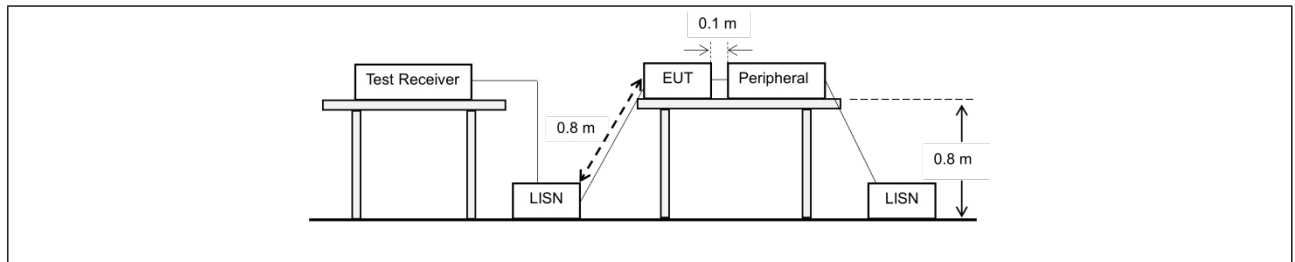 0.1 m
Test Receiver
EUT
Peripheral
0.8 m
0.8 m
LISN
LISN